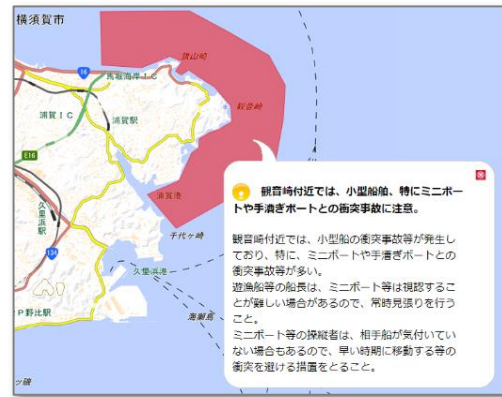 横須賀市
16
旗山崎
馬堀海岸IC
観音崎
浦賀IC
浦賀駅
E16
浦賀港
久里浜駅
千代ヶ崎
134
久里浜港
海獺島
P野比駅
観音崎付近では、小型船舶、特にミニボー
トや手漕ぎボートとの衝突事故に注意。
観音崎付近では、小型船の衝突事故等が発生し
ており、特に、ミニボートや手漕ぎボートとの
衝突事故等が多い。
遊漁船等の船長は、ミニボート等は視認するこ
とが難しい場合があるので、常時見張りを行う
こと。
ミニボート等の操縦者は、相手船が気付いてい
ない場合もあるので、早い時期に移動する等の
衝突を避ける措置をとること。